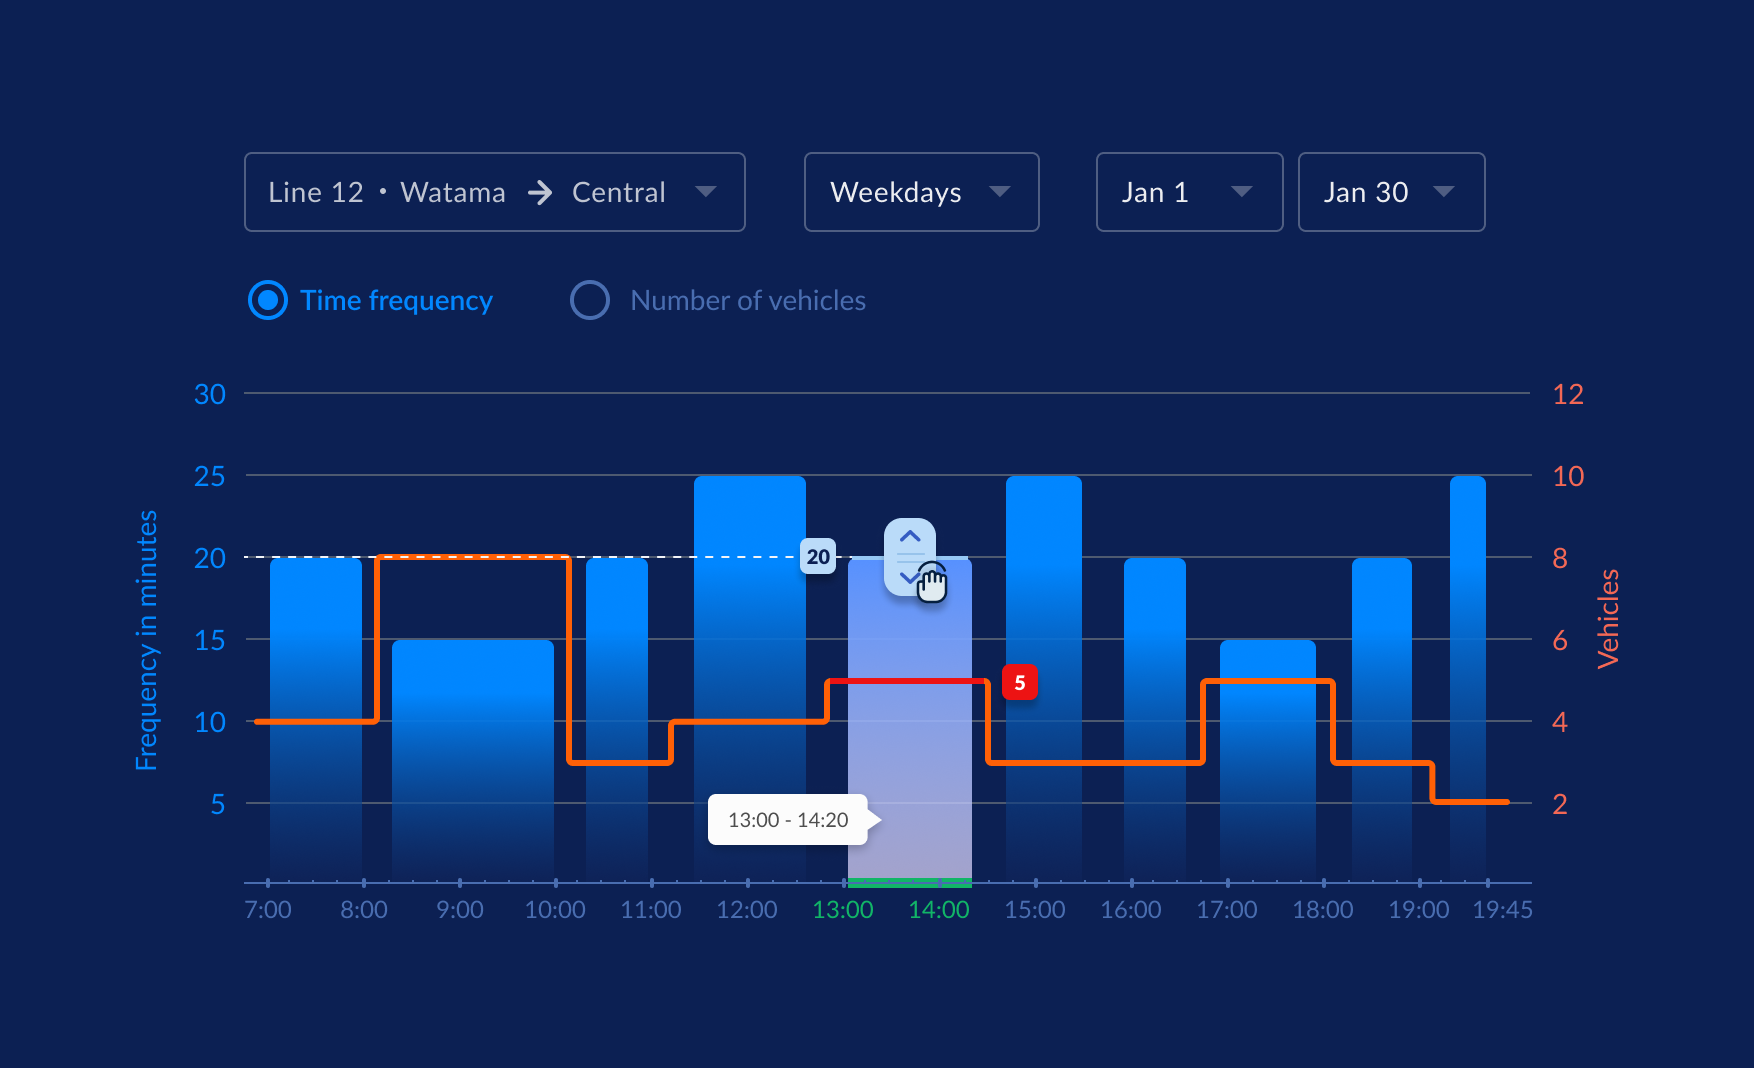 Line 12 • Watama → Central
Weekdays
Jan 1
Jan 30
Time frequency
Number of vehicles
30
25
20
15
10
5
Frequency in minutes
12
10
8
6
4
2
Vehicles
20
5
13:00 - 14:20
7:00 8:00 9:00 10:00 11:00 12:00 13:00 14:00 15:00 16:00 17:00 18:00 19:00 19:45